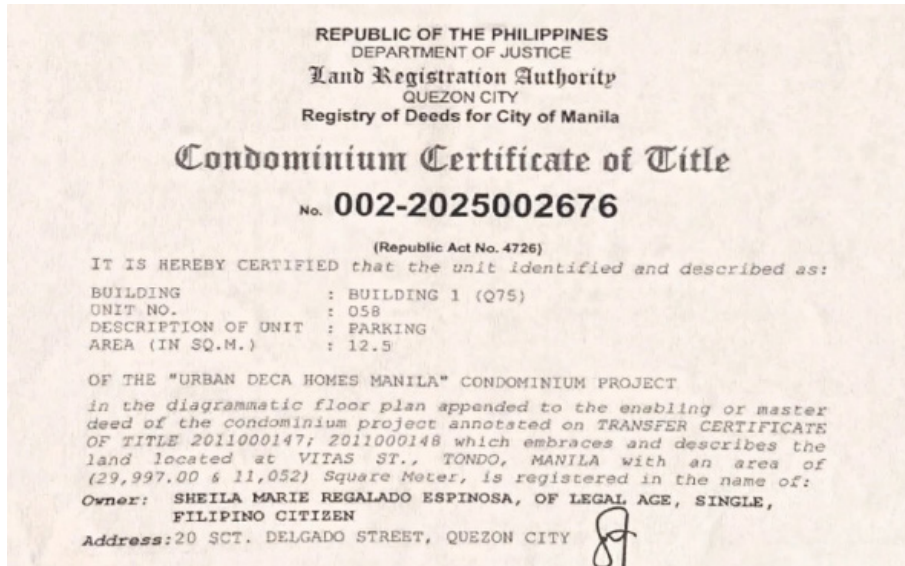 REPUBLIC OF THE PHILIPPINES
DEPARTMENT OF JUSTICE
Land Registration Authority
QUEZON CITY
Registry of Deeds for City of Manila
Condominium Certificate of Title
No. 002-2025002676
(Republic Act No. 4726)
IT IS HEREBY CERTIFIED that the unit identified and described as:
BUILDING : BUILDING 1 (Q75)
UNIT NO. : 058
DESCRIPTION OF UNIT : PARKING
AREA (IN SQ.M.) : 12.5
OF THE "URBAN DECA HOMES MANILA" CONDOMINIUM PROJECT
in the diagrammatic floor plan appended to the enabling or master
deed of the condominium project annotated on TRANSFER CERTIFICATE
OF TITLE 2011000147; 2011000148 which embraces and describes the
land located at VITAS ST., TONDO, MANILA with an area of
(29,997.00 & 11,052) Square Meter, is registered in the name of:
Owner: SHEILA MARIE REGALADO ESPINOSA, OF LEGAL AGE, SINGLE,
FILIPINO CITIZEN
Address: 20 SCT. DELGADO STREET, QUEZON CITY